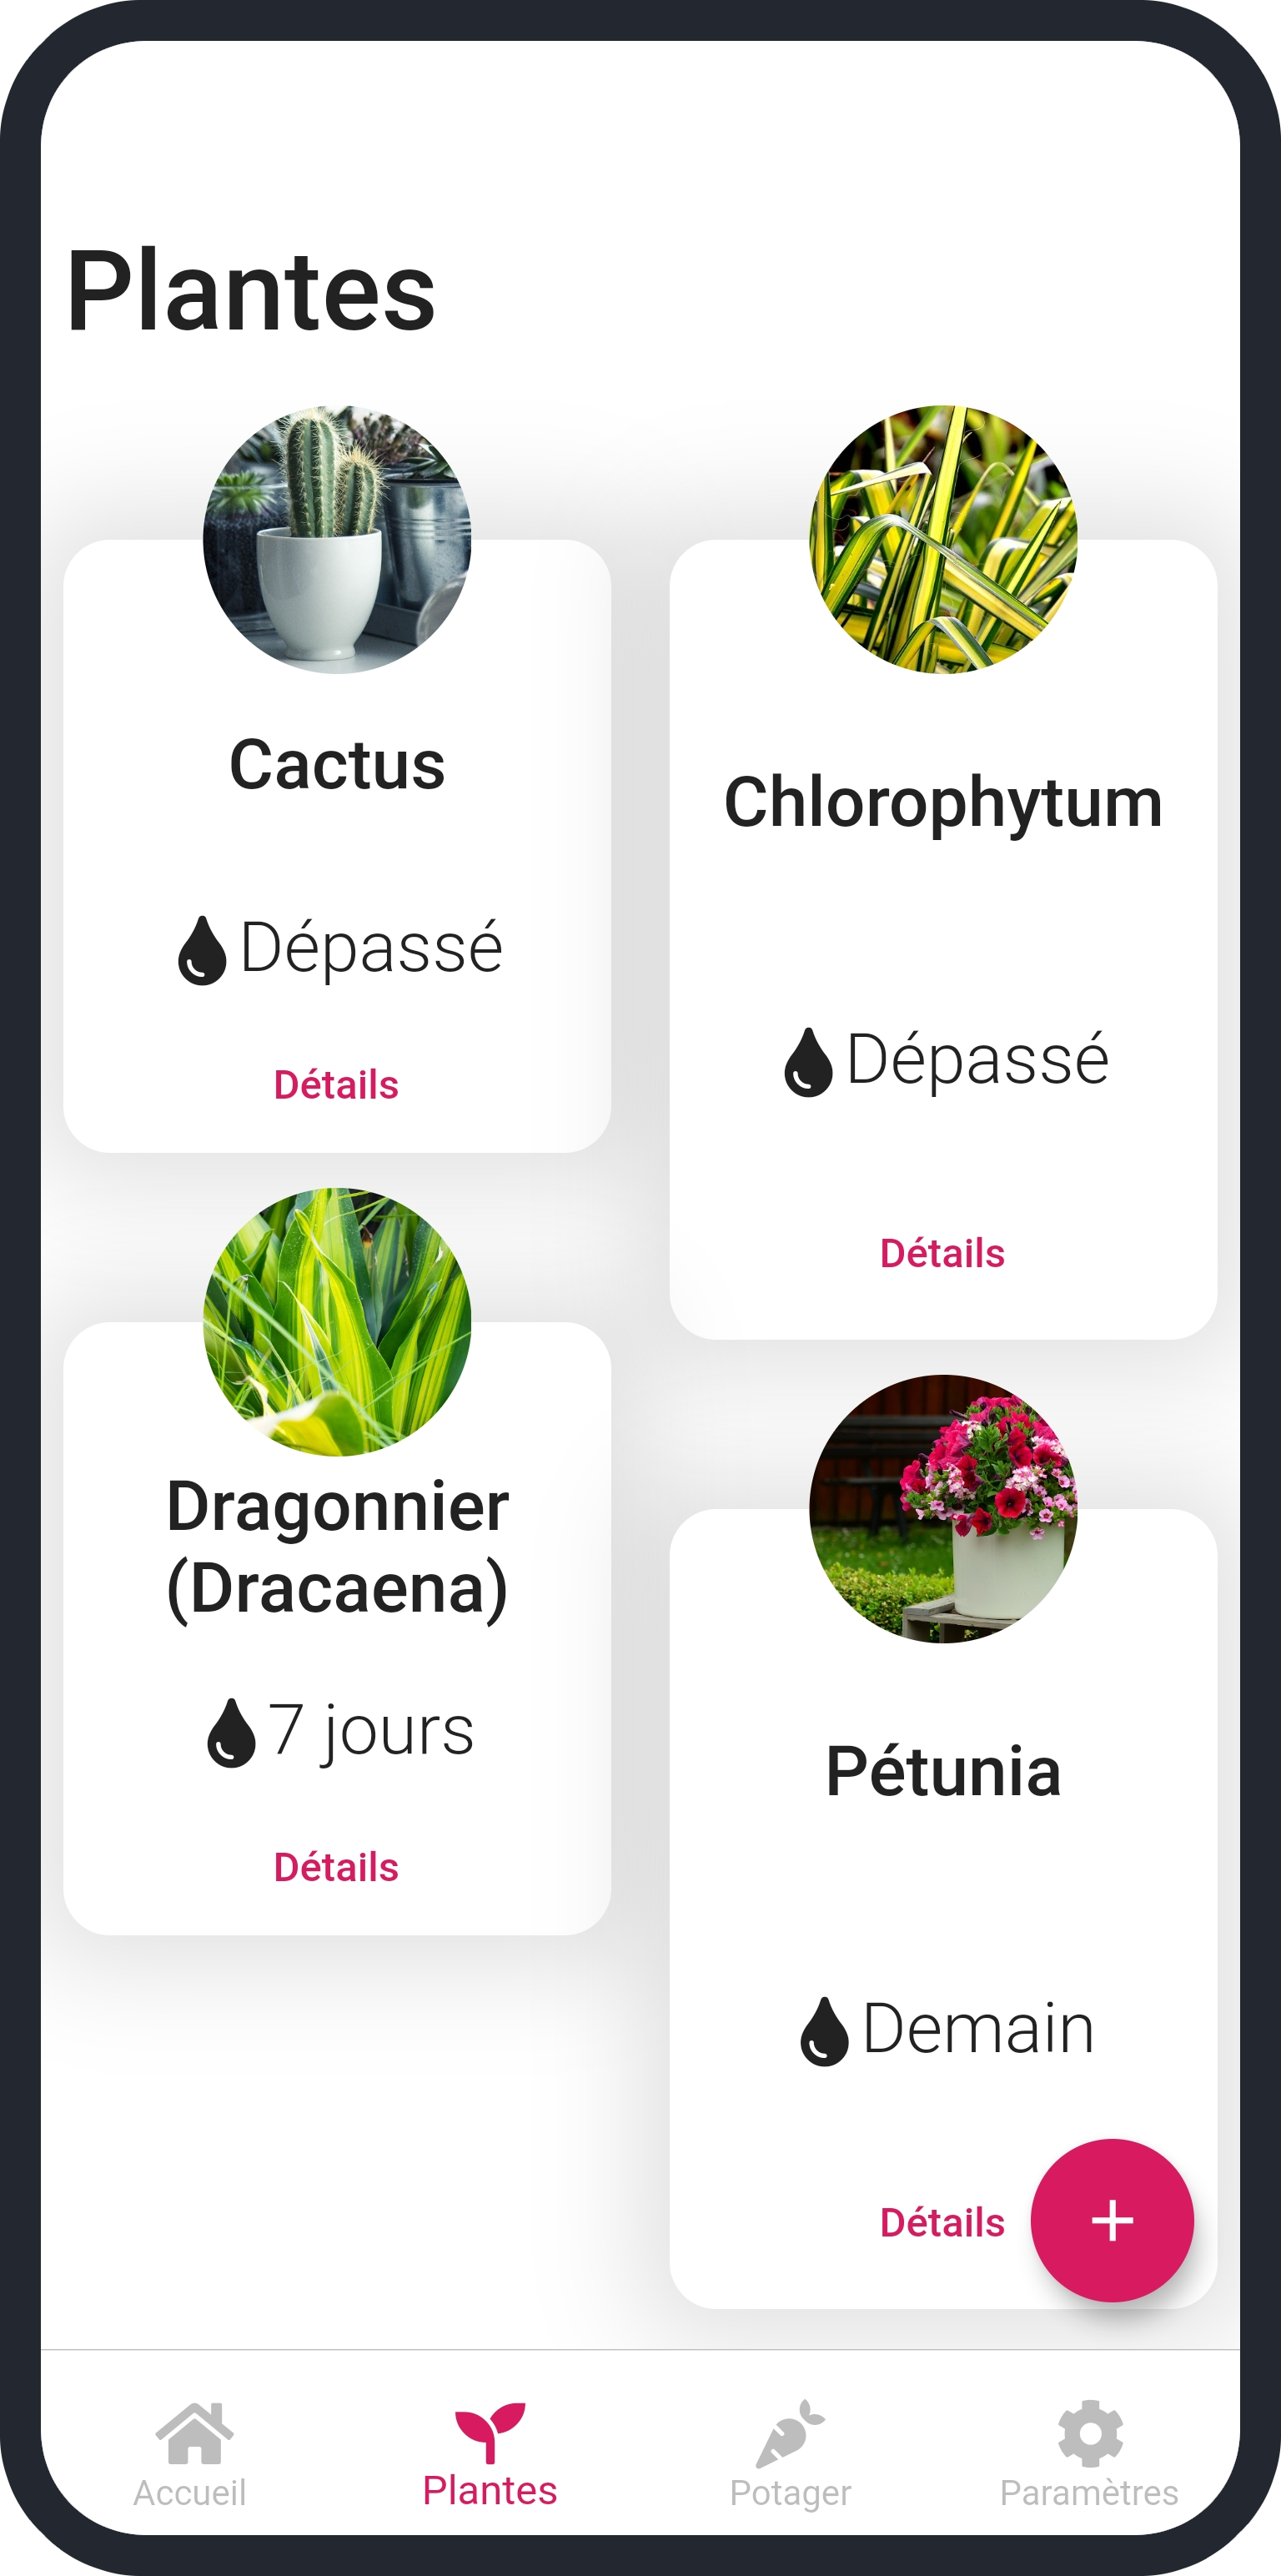 Plantes
Cactus
Dépassé
Détails
Chlorophytum
Dépassé
Détails
Dragonnier
(Dracaena)
7 jours
Détails
Pétunia
Demain
Détails
+
Accueil
Plantes
Potager
Paramètres